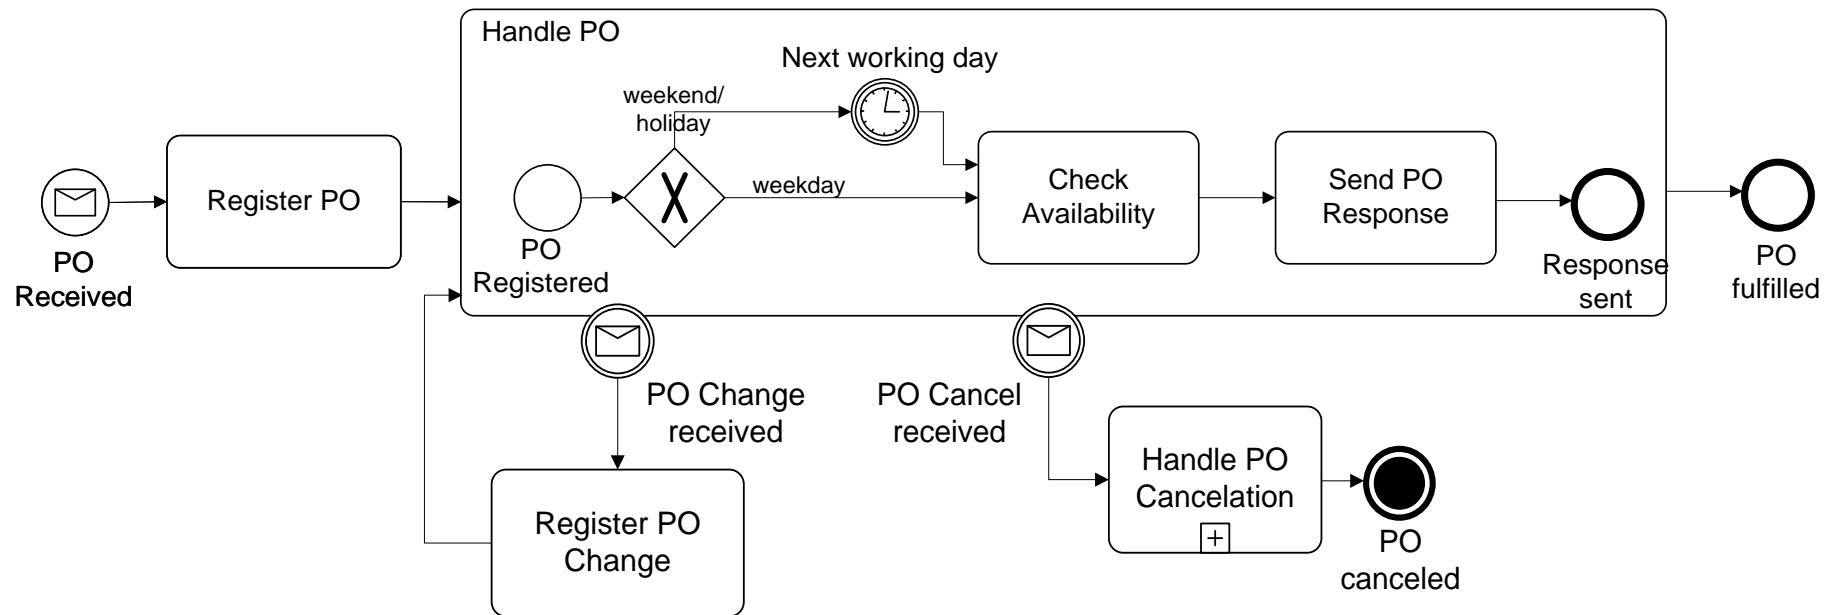 Handle PO
Next working day
weekend/
holiday
Register PO
weekday
Check
Availability
Send PO
Response
PO
Received
PO
Registered
Response
sent
PO
fulfilled
PO Change
received
PO Cancel
received
Register PO
Change
Handle PO
Cancelation
PO
canceled